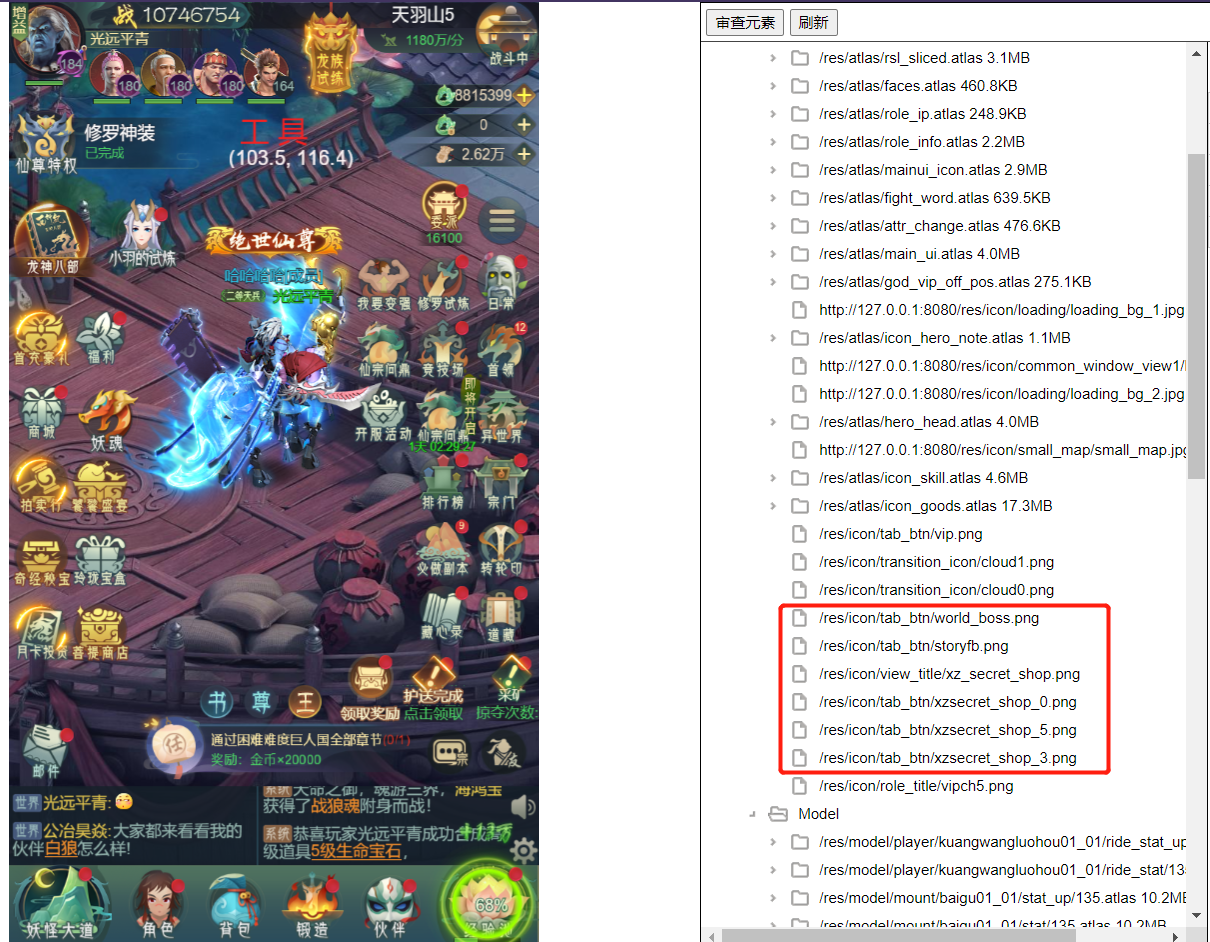 增益
战 10746754
光远平青
184
180
180
180
164
龙族试练
天羽山5
1180万/分
战斗中
8815399
0
2.62万
仙尊特权
修罗神装
已完成
工具
(103.5, 116.4)
委派
16100
龙神八部
小羽的试炼
绝世仙尊
哈哈哈哈[成员]
二尊天兵
光远平青
我要变强
修罗试炼
日常
首充豪礼
福利
仙宗问鼎
竞技场
12
首领
商城
妖魂
开服活动
即将开启
仙宗问鼎
异世界
1天 02:29:27
拍卖行
饕餮盛宴
排行榜
宗门
奇经秘宝
玲珑宝盒
9
必做副本
转轮印
月卡投资
菩提商店
藏心录
道藏
书
尊
王
领取奖励
护送完成
点击领取
采矿
掠夺次数:
邮件
任
通过困难难度巨人国全部章节(0/1)
奖励：金币×20000
宗
友
世界 光远平青:
世界 公冶昊焱:大家都来看看我的
伙伴白狼怎么样!
系统 天命之御，魂游三界，海鸿宝
获得了战狼魂附身而战!
系统 恭喜玩家光远平青成功合成4
级道具5级生命宝石,
妖怪大道
角色
背包
锻造
伙伴
68%
审查元素
刷新
/res/atlas/rsl_sliced.atlas 3.1MB
/res/atlas/faces.atlas 460.8KB
/res/atlas/role_ip.atlas 248.9KB
/res/atlas/role_info.atlas 2.2MB
/res/atlas/mainui_icon.atlas 2.9MB
/res/atlas/fight_word.atlas 639.5KB
/res/atlas/attr_change.atlas 476.6KB
/res/atlas/main_ui.atlas 4.0MB
/res/atlas/god_vip_off_pos.atlas 275.1KB
http://127.0.0.1:8080/res/icon/loading/loading_bg_1.jpg
/res/atlas/icon_hero_note.atlas 1.1MB
http://127.0.0.1:8080/res/icon/common_window_view1/
http://127.0.0.1:8080/res/icon/loading/loading_bg_2.jpg
/res/atlas/hero_head.atlas 4.0MB
http://127.0.0.1:8080/res/icon/small_map/small_map.jpg
/res/atlas/icon_skill.atlas 4.6MB
/res/atlas/icon_goods.atlas 17.3MB
/res/icon/tab_btn/vip.png
/res/icon/transition_icon/cloud1.png
/res/icon/transition_icon/cloud0.png
/res/icon/tab_btn/world_boss.png
/res/icon/tab_btn/storyfb.png
/res/icon/view_title/xz_secret_shop.png
/res/icon/tab_btn/xzsecret_shop_0.png
/res/icon/tab_btn/xzsecret_shop_5.png
/res/icon/tab_btn/xzsecret_shop_3.png
/res/icon/role_title/vipch5.png
Model
/res/model/player/kuangwangluohou01_01/ride_stat_up
/res/model/player/kuangwangluohou01_01/ride_stat/13
/res/model/mount/baigu01_01/stat_up/135.atlas 10.2MB
/res/model/mount/baigu01_01/stat/135.atlas 10.2MB